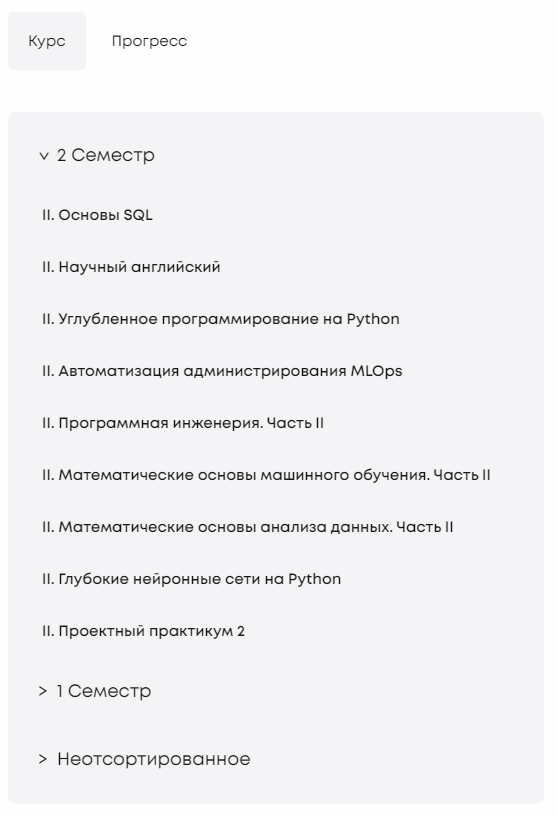 Курс Прогресс
2 Семестр
II. Основы SQL
II. Научный английский
II. Углубленное программирование на Python
II. Автоматизация администрирования MLOps
II. Программная инженерия. Часть II
II. Математические основы машинного обучения. Часть II
II. Математические основы анализа данных. Часть II
II. Глубокие нейронные сети на Python
II. Проектный практикум 2
1 Семестр
Неотсортированное